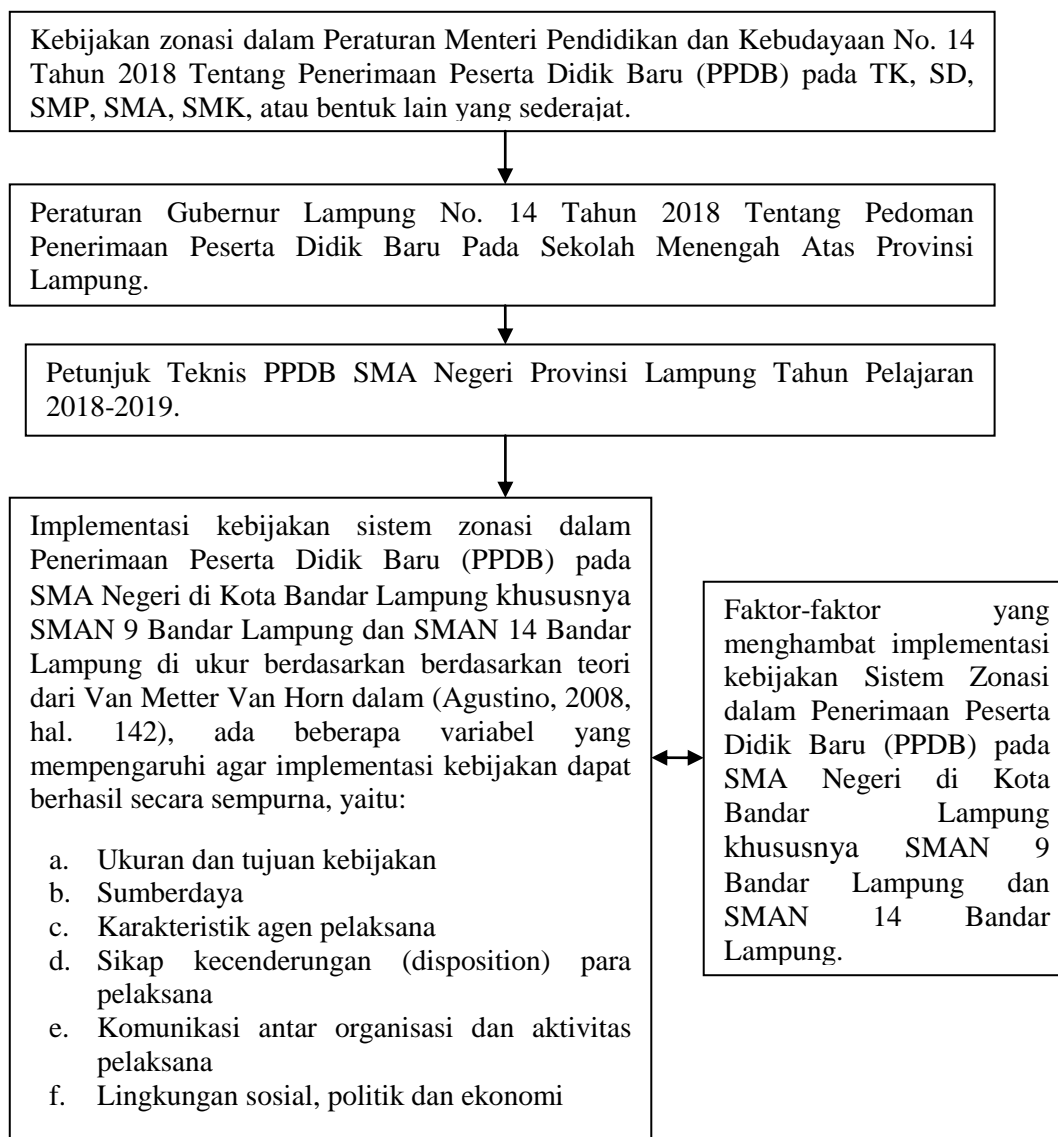 Kebijakan zonasi dalam Peraturan Menteri Pendidikan dan Kebudayaan No. 14
Tahun 2018 Tentang Penerimaan Peserta Didik Baru (PPDB) pada TK, SD,
SMP, SMA, SMK, atau bentuk lain yang sederajat.
Peraturan Gubernur Lampung No. 14 Tahun 2018 Tentang Pedoman
Penerimaan Peserta Didik Baru Pada Sekolah Menengah Atas Provinsi
Lampung.
Petunjuk Teknis PPDB SMA Negeri Provinsi Lampung Tahun Pelajaran
2018-2019.
Implementasi kebijakan sistem zonasi dalam
Penerimaan Peserta Didik Baru (PPDB) pada
SMA Negeri di Kota Bandar Lampung khususnya
SMAN 9 Bandar Lampung dan SMAN 14 Bandar
Lampung di ukur berdasarkan berdasarkan teori
dari Van Metter Van Horn dalam (Agustino, 2008,
hal. 142), ada beberapa variabel yang
mempengaruhi agar implementasi kebijakan dapat
berhasil secara sempurna, yaitu:
a. Ukuran dan tujuan kebijakan
b. Sumberdaya
c. Karakteristik agen pelaksana
d. Sikap kecenderungan (disposition) para
pelaksana
e. Komunikasi antar organisasi dan aktivitas
pelaksana
f. Lingkungan sosial, politik dan ekonomi
Faktor-faktor yang
menghambat implementasi
kebijakan Sistem Zonasi
dalam Penerimaan Peserta
Didik Baru (PPDB) pada
SMA Negeri di Kota
Bandar Lampung
khususnya SMAN 9
Bandar Lampung dan
SMAN 14 Bandar
Lampung.